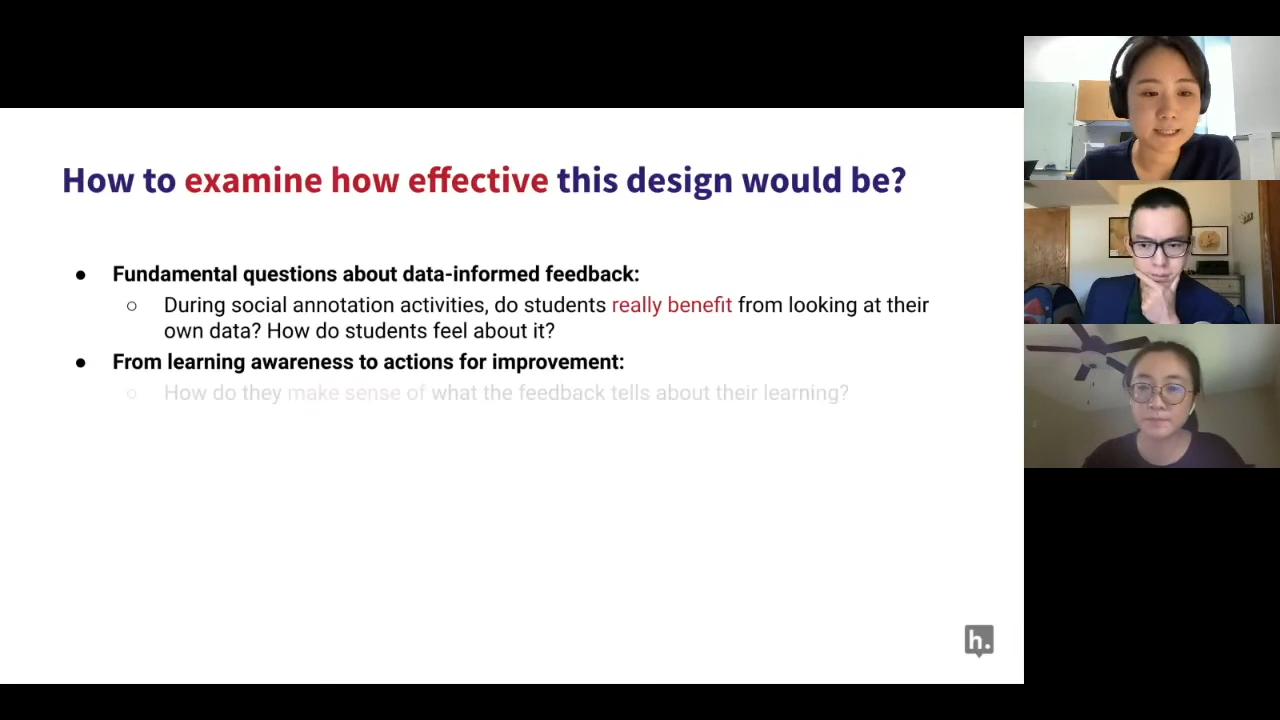 How to examine how effective this design would be?
● Fundamental questions about data-informed feedback:
○ During social annotation activities, do students really benefit from looking at their
own data? How do students feel about it?
● From learning awareness to actions for improvement:
○ How do they make sense of what the feedback tells about their learning?
h.